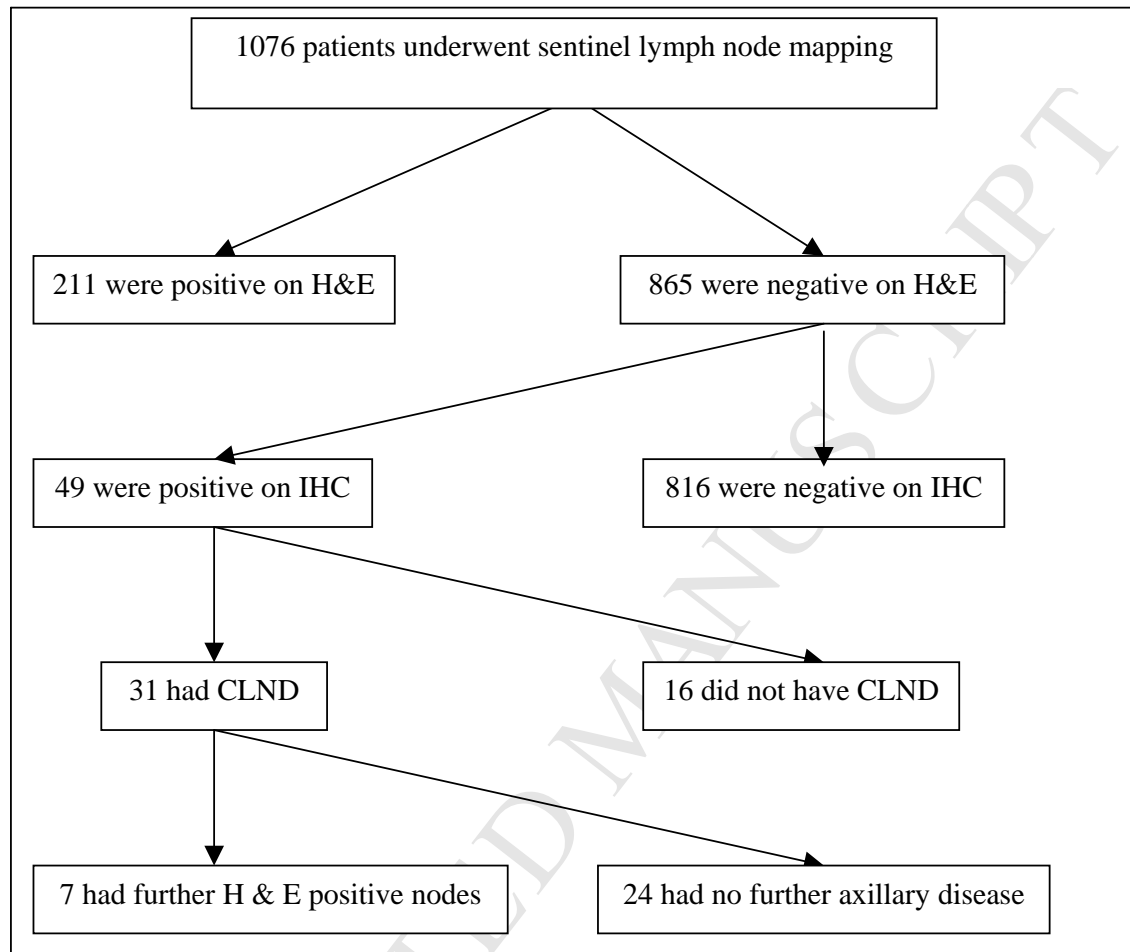 1076 patients underwent sentinel lymph node mapping
211 were positive on H&E
865 were negative on H&E
49 were positive on IHC
816 were negative on IHC
31 had CLND
16 did not have CLND
7 had further H & E positive nodes
24 had no further axillary disease
ED MANUSCRIPT